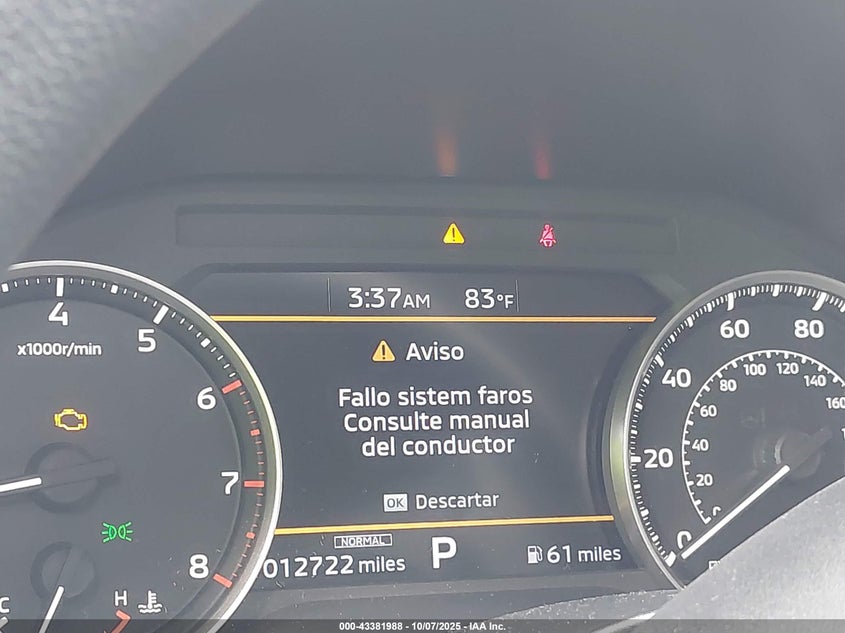 3:37AM 83°F
Aviso
Fallo sistem faros
Consulte manual
del conductor
OK Descartar
NORMAL
012722 miles P 61 miles
4
x1000r/min 5
6
7
8
C H
60 80
40
20
0
100 120
80 140
60 160
40
20
0
000-43381988 - 10/07/2025 - IAA Inc.